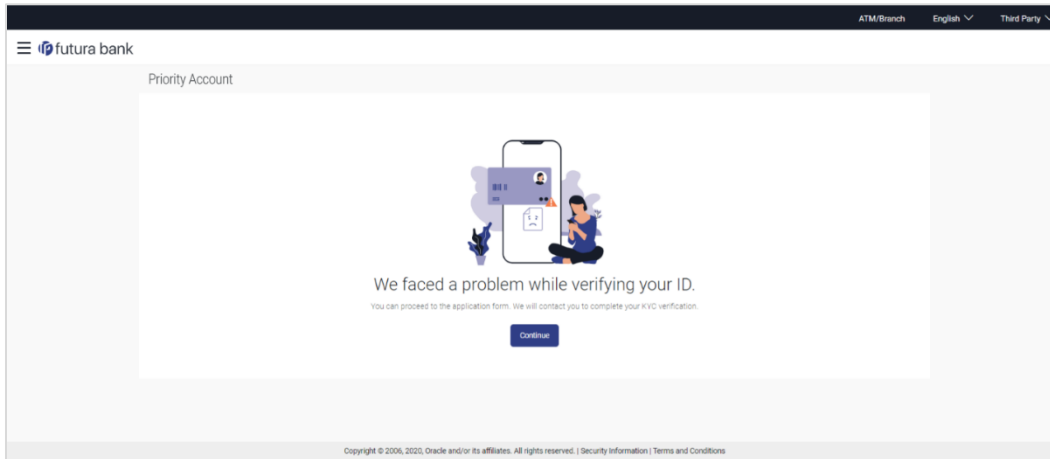 ATM/Branch English Third Party
futura bank
Priority Account
We faced a problem while verifying your ID.
You can proceed to the application form. We will contact you to complete your KYC verification.
Continue
Copyright © 2006, 2020, Oracle and/or its affiliates. All rights reserved. | Security Information | Terms and Conditions